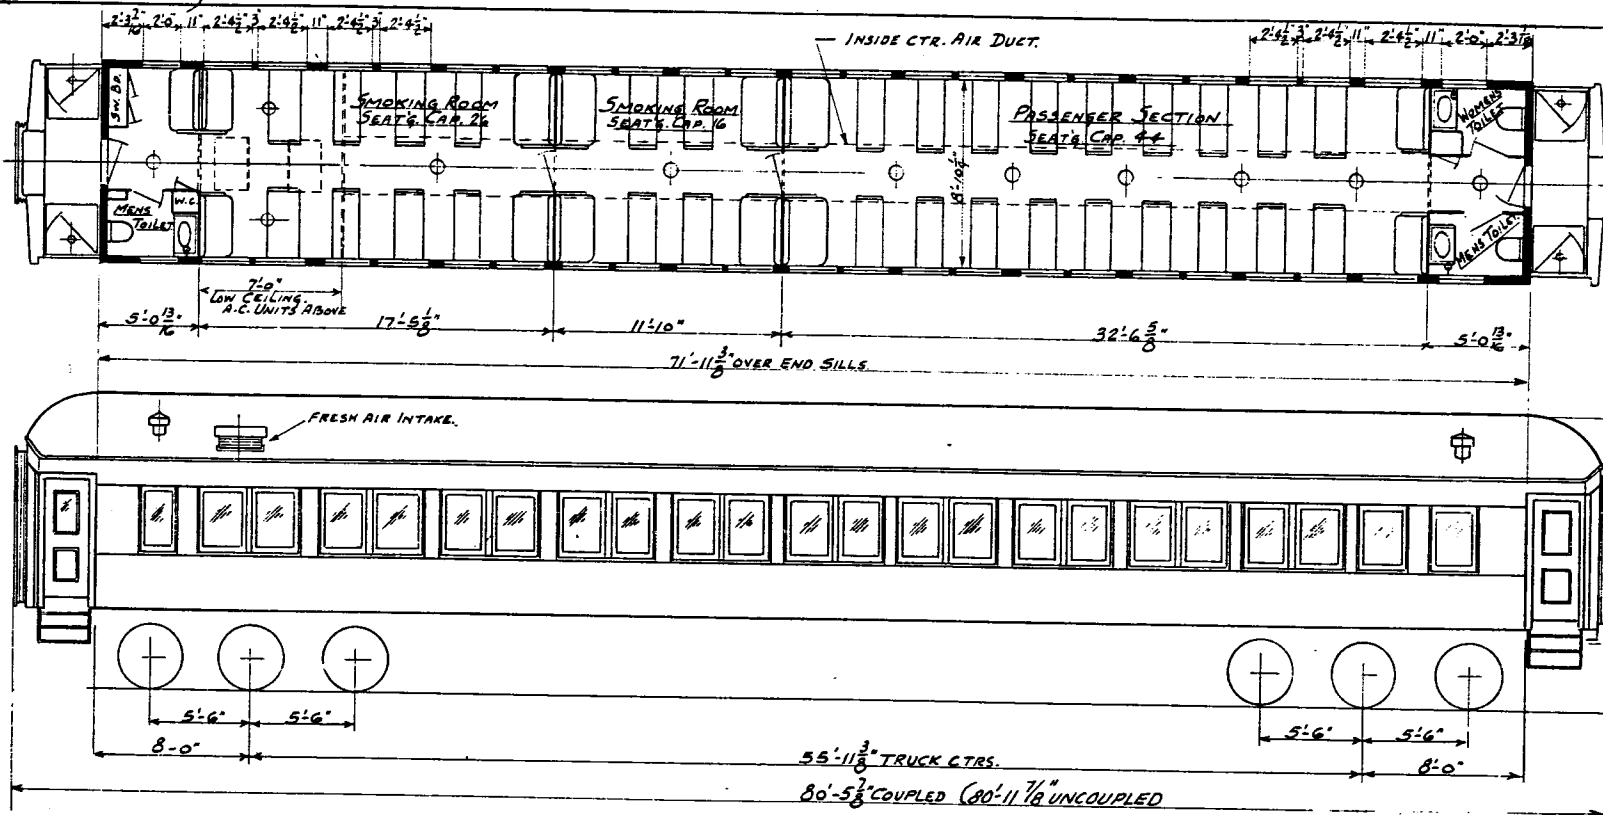 2'-3 7/16" 2'-0" 11" 2'-4 1/2" 3" 2'-4 1/2" 11" 2'-4 1/2" 3" 2'-4 1/2"
2'-4 1/2" 3" 2'-4 1/2" 11" 2'-4 1/2" 11" 2'-0" 2'-3 7/16
INSIDE CTR. AIR DUCT.
SW. BP.
SMOKING ROOM
SEAT'G. CAP. 26
SMOKING ROOM
SEAT'G. CAP. 16
PASSENGER SECTION
SEAT'G CAP. 44
WOMENS
TOILET
8'-10 1/4"
MENS
TOILET
W.C.
MENS TOILET
7'-0"
LOW CEILING
A.C. UNITS ABOVE
5'-0 13/16" 17'-5 1/8" 11'-10" 32'-6 5/8" 5'-0 13/16"
71'-11 3/8" OVER END SILLS.
FRESH AIR INTAKE.
5'-6" 5'-6" 5'-6" 5'-6"
8-0" 55'-11 3/8" TRUCK CTRS. 8'-0"
80'-5 7/8" COUPLED (80'-11 7/8" UNCOUPLED